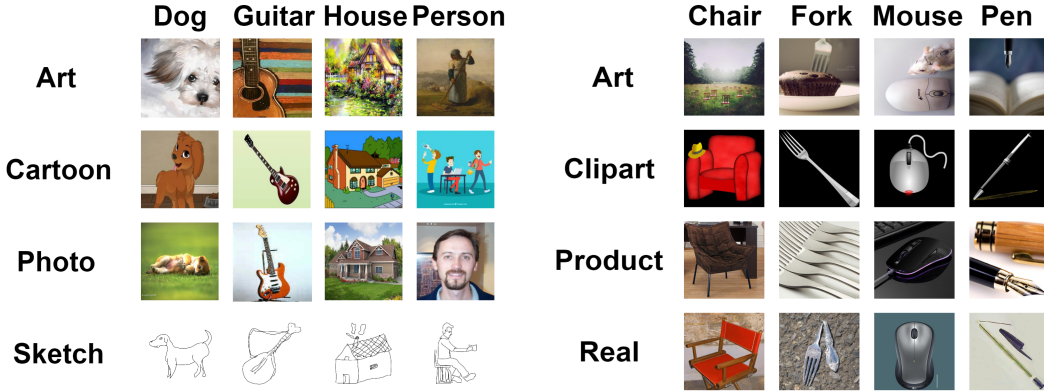 Dog Guitar House Person
Art
Cartoon
Photo
Sketch
Chair Fork Mouse Pen
Art
Clipart
Product
Real